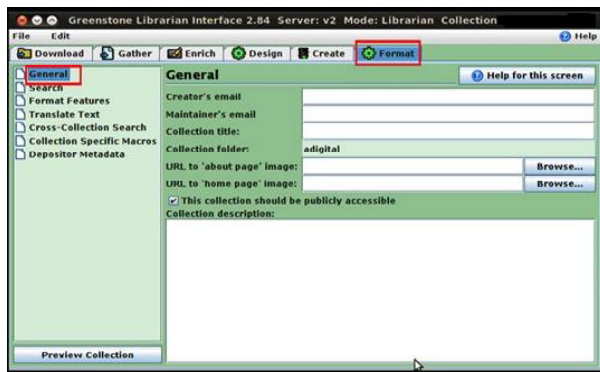 Greenstone Librarian Interface 2.84 Server: v2 Mode: Librarian Collection
File Edit Help
Download Gather Enrich Design Create Format
General
Search
Format Features
Translate Text
Cross-Collection Search
Collection Specific Macros
Depositor Metadata
Preview Collection
General Help for this screen
Creator's email
Maintainer's email
Collection title:
Collection folder: adigital
URL to 'about page' image: Browse...
URL to 'home page' image: Browse...
This collection should be publicly accessible
Collection description: